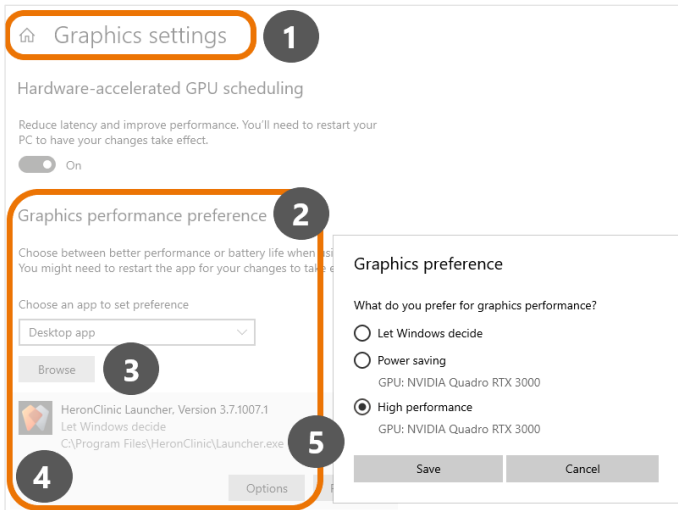 Graphics settings
1
Hardware-accelerated GPU scheduling
Reduce latency and improve performance. You'll need to restart your
PC to have your changes take effect.
On
Graphics performance preference
2
Choose between better performance or battery life when
You might need to restart the app for your changes to take
Choose an app to set preference
Desktop app
Browse
3
HeronClinic Launcher, Version 3.7.1007.1
Let Windows decide
C:\Program Files\HeronClinic\Launcher.exe
4
5
Options
Graphics preference
What do you prefer for graphics performance?
Let Windows decide
Power saving
GPU: NVIDIA Quadro RTX 3000
High performance
GPU: NVIDIA Quadro RTX 3000
Save
Cancel